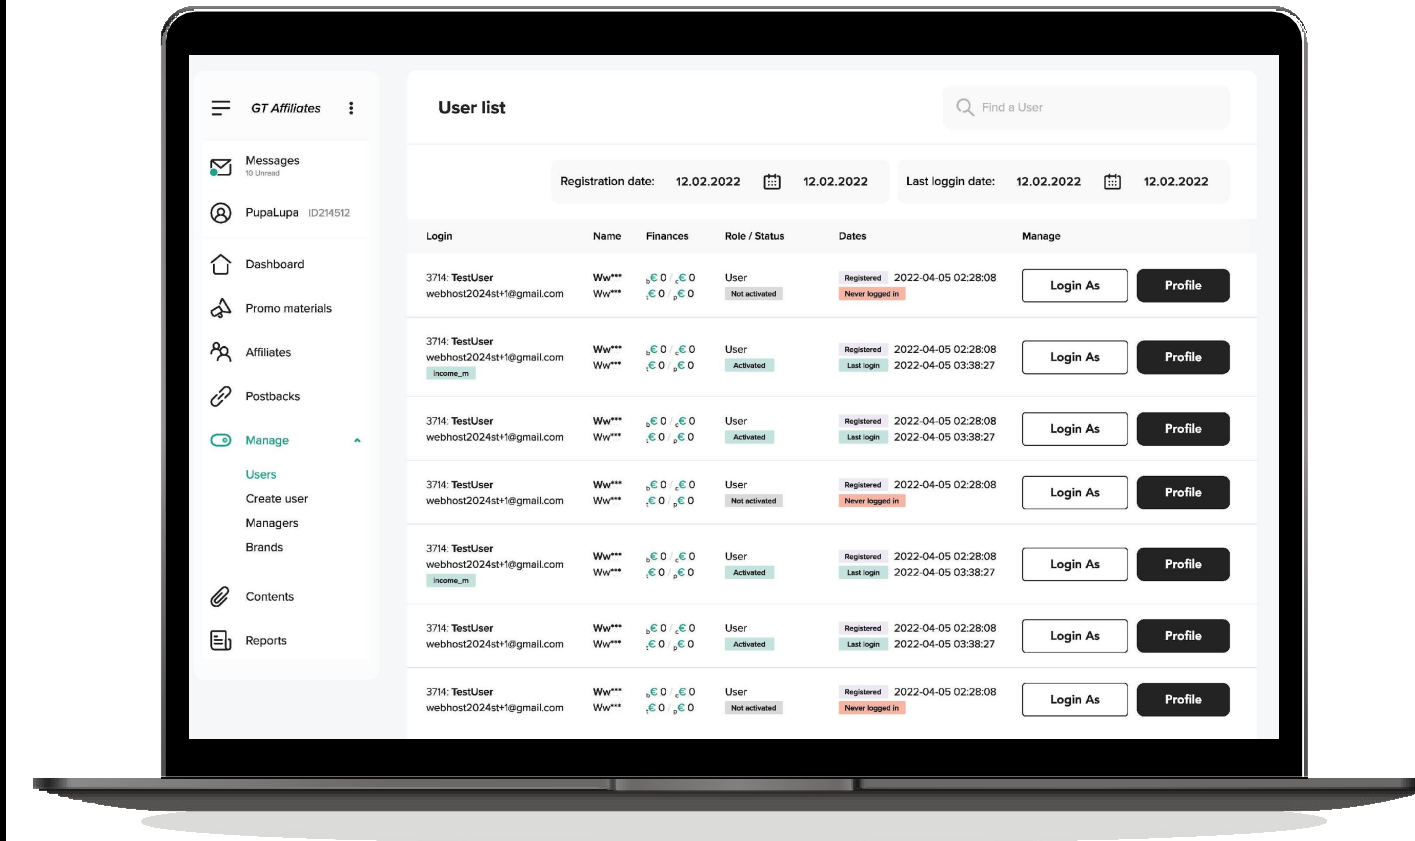 GT Affiliates
Messages
10 Unread
PupaLupa ID214512
Dashboard
Promo materials
Affiliates
Postbacks
Manage
Users
Create user
Managers
Brands
Contents
Reports
User list
Find a User
Registration date: 12.02.2022 12.02.2022 Last loggin date: 12.02.2022 12.02.2022
Login Name Finances Role / Status Dates Manage
3714: TestUser Ww*** b€ 0 / c€ 0 User Registered 2022-04-05 02:28:08 Login As Profile
webhost2024st+1@gmail.com Ww*** t€ 0 / p€ 0 Not activated Never logged in
3714: TestUser
webhost2024st+1@gmail.com Ww*** b€ 0 / c€ 0 User Registered 2022-04-05 02:28:08 Login As Profile
income_m Ww*** t€ 0 / p€ 0 Activated Last login 2022-04-05 03:38:27
3714: TestUser Ww*** b€ 0 / c€ 0 User Registered 2022-04-05 02:28:08 Login As Profile
webhost2024st+1@gmail.com Ww*** t€ 0 / p€ 0 Activated Last login 2022-04-05 03:38:27
3714: TestUser Ww*** b€ 0 / c€ 0 User Registered 2022-04-05 02:28:08 Login As Profile
webhost2024st+1@gmail.com Ww*** t€ 0 / p€ 0 Not activated Never logged in
3714: TestUser
webhost2024st+1@gmail.com Ww*** b€ 0 / c€ 0 User Registered 2022-04-05 02:28:08 Login As Profile
income_m Ww*** t€ 0 / p€ 0 Activated Last login 2022-04-05 03:38:27
3714: TestUser Ww*** b€ 0 / c€ 0 User Registered 2022-04-05 02:28:08 Login As Profile
webhost2024st+1@gmail.com Ww*** t€ 0 / p€ 0 Activated Last login 2022-04-05 03:38:27
3714: TestUser Ww*** b€ 0 / c€ 0 User Registered 2022-04-05 02:28:08 Login As Profile
webhost2024st+1@gmail.com Ww*** t€ 0 / p€ 0 Not activated Never logged in